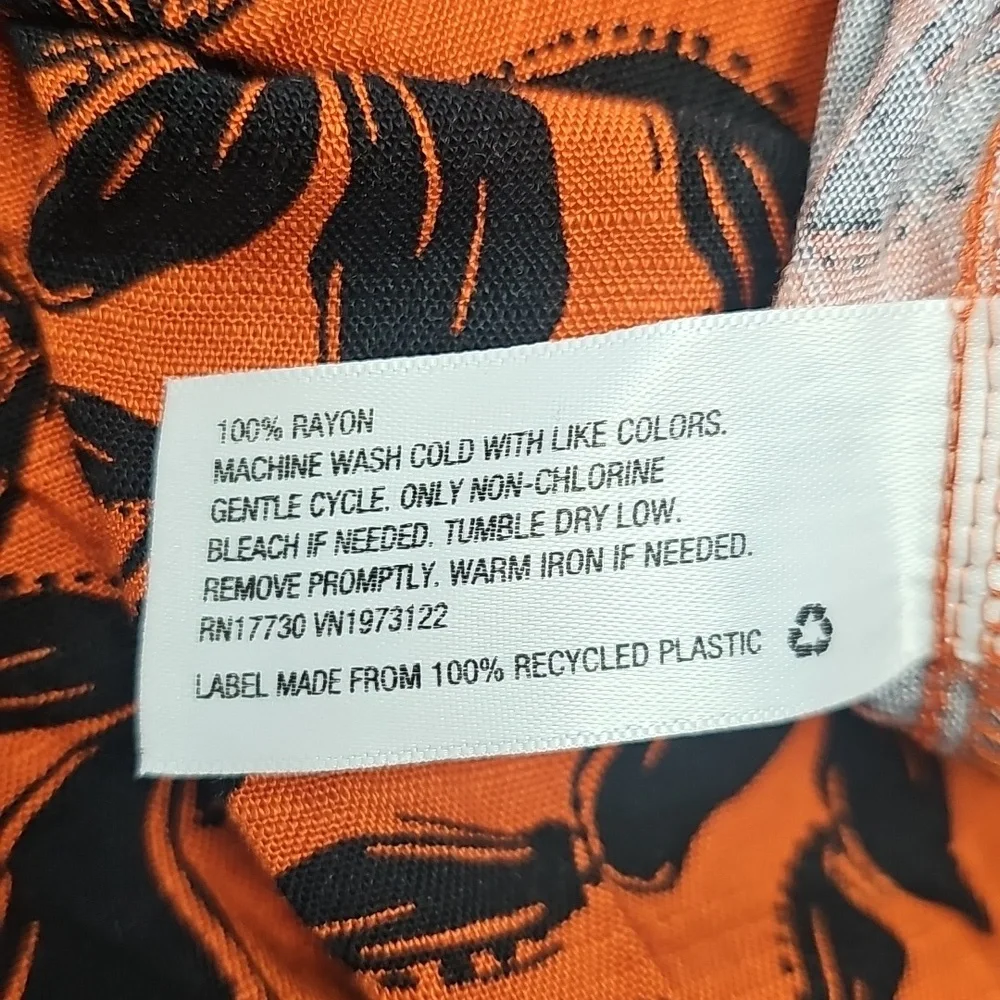 100% RAYON
MACHINE WASH COLD WITH LIKE COLORS.
GENTLE CYCLE. ONLY NON-CHLORINE
BLEACH IF NEEDED. TUMBLE DRY LOW.
REMOVE PROMPTLY. WARM IRON IF NEEDED.
RN17730 VN1973122
LABEL MADE FROM 100% RECYCLED PLASTIC